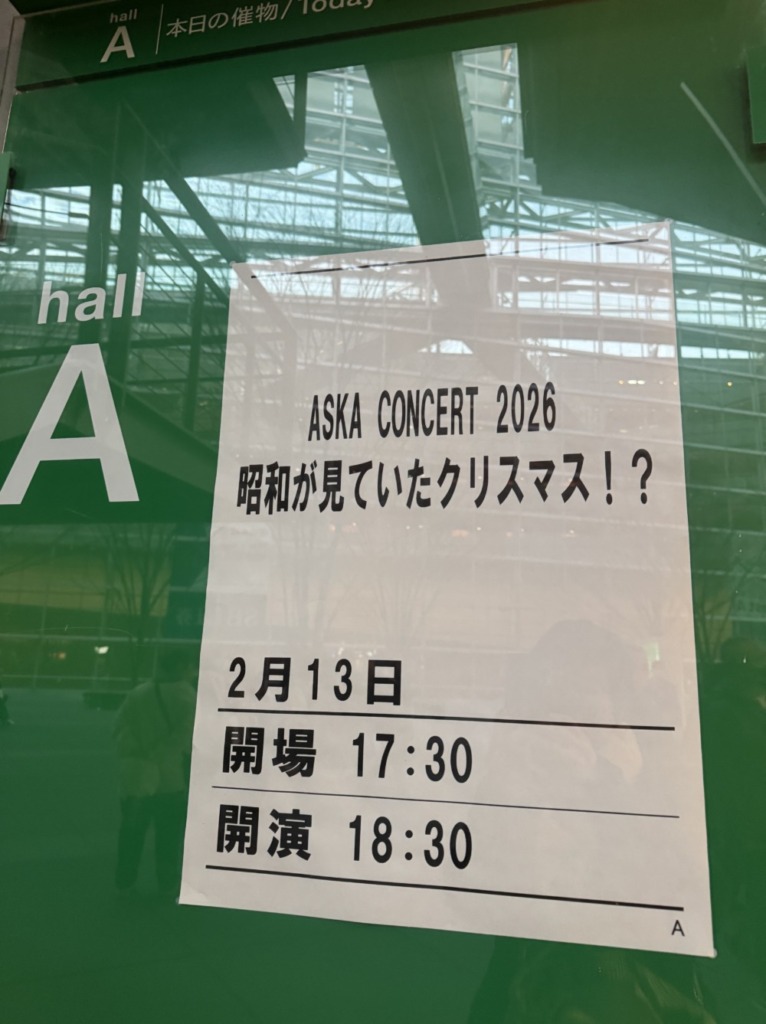 hall
A
本日の催物/Today
hall
A
ASKA CONCERT 2026
昭和が見ていたクリスマス！？
2月13日
開場 17:30
開演 18:30
A